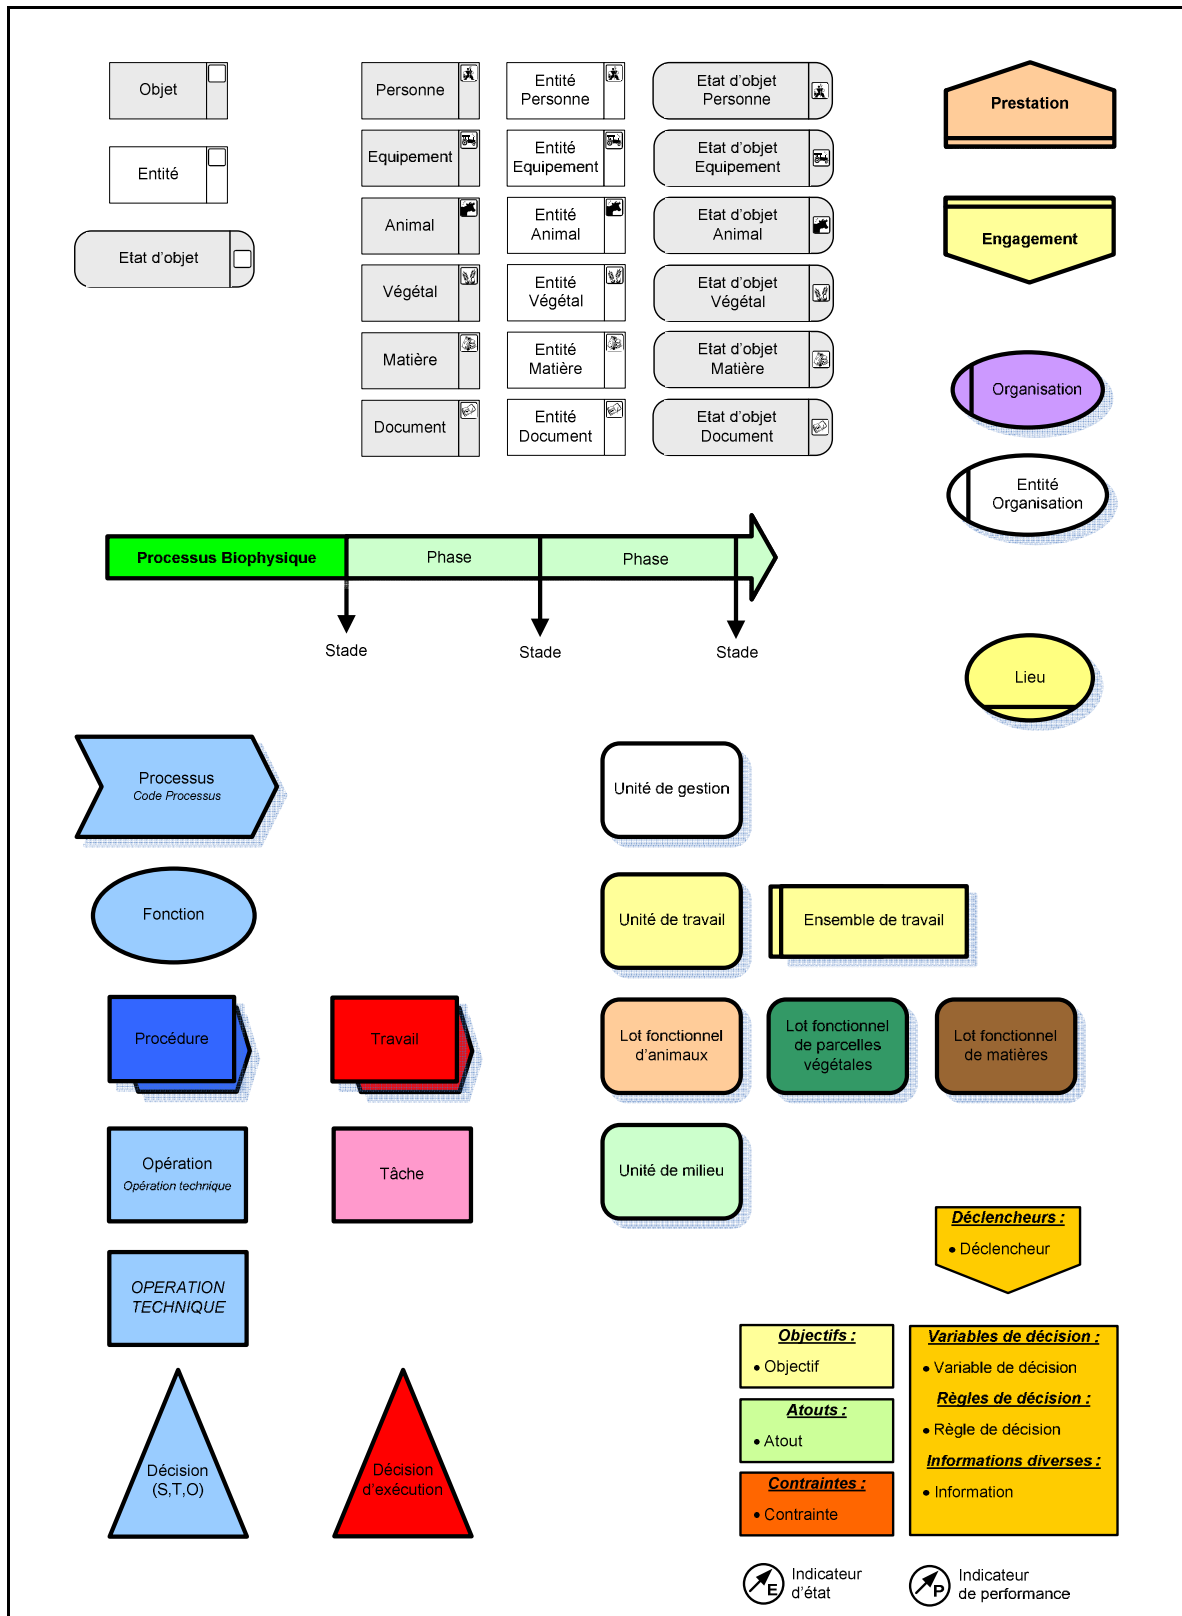 Objet
Entité
Etat d'objet
Personne
Entité
Personne
Etat d'objet
Personne
Equipement
Entité
Equipement
Etat d'objet
Equipement
Animal
Entité
Animal
Etat d'objet
Animal
Végétal
Entité
Végétal
Etat d'objet
Végétal
Matière
Entité
Matière
Etat d'objet
Matière
Document
Entité
Document
Etat d'objet
Document
Prestation
Engagement
Organisation
Entité
Organisation
Processus Biophysique
Phase
Phase
Stade
Stade
Stade
Lieu
Processus
Code Processus
Unité de gestion
Fonction
Unité de travail
Ensemble de travail
Procédure
Travail
Lot fonctionnel
d'animaux
Lot fonctionnel
de parcelles
végétales
Lot fonctionnel
de matières
Opération
Opération technique
Tâche
Unité de milieu
OPERATION
TECHNIQUE
Déclencheurs :
• Déclencheur
Décision
(S,T,O)
Décision
d'exécution
Objectifs :
• Objectif
Atouts :
• Atout
Contraintes :
• Contrainte
Variables de décision :
• Variable de décision
Règles de décision :
• Règle de décision
Informations diverses :
• Information
E
Indicateur
d'état
P
Indicateur
de performance